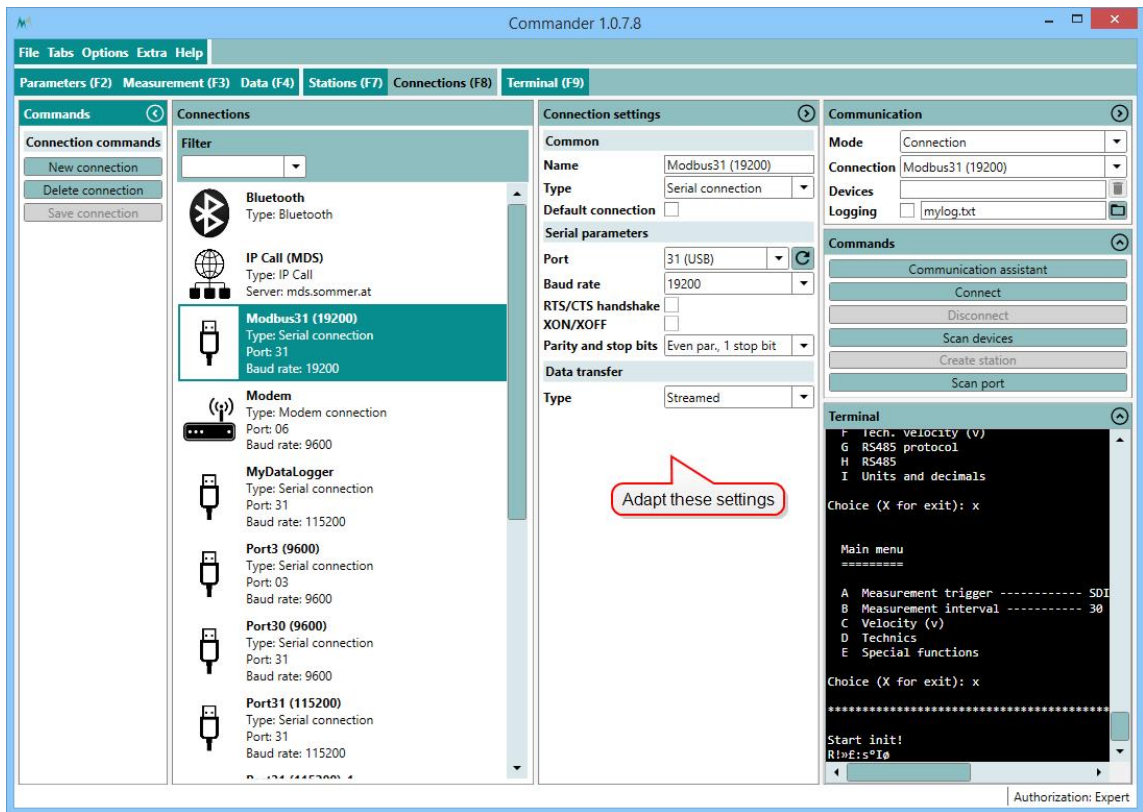 Commander 1.0.7.8
File Tabs Options Extra Help
Parameters (F2) Measurement (F3) Data (F4) Stations (F7) Connections (F8) Terminal (F9)
Commands
Connection commands
New connection
Delete connection
Save connection
Connections
Filter
Bluetooth
Type: Bluetooth
IP Call (MDS)
Type: IP Call
Server: mds.sommer.at
Modbus31 (19200)
Type: Serial connection
Port: 31
Baud rate: 19200
Modem
Type: Modem connection
Port: 06
Baud rate: 9600
MyDataLogger
Type: Serial connection
Port: 31
Baud rate: 115200
Port3 (9600)
Type: Serial connection
Port: 03
Baud rate: 9600
Port30 (9600)
Type: Serial connection
Port: 31
Baud rate: 9600
Port31 (115200)
Type: Serial connection
Port: 31
Baud rate: 115200
Connection settings
Common
Name Modbus31 (19200)
Type Serial connection
Default connection
Serial parameters
Port 31 (USB)
Baud rate 19200
RTS/CTS handshake
XON/XOFF
Parity and stop bits Even par., 1 stop bit
Data transfer
Type Streamed
Adapt these settings
Communication
Mode Connection
Connection Modbus31 (19200)
Devices
Logging mylog.txt
Commands
Communication assistant
Connect
Disconnect
Scan devices
Create station
Scan port
Terminal
F Tech. velocity (v)
G RS485 protocol
H RS485
I Units and decimals
Choice (X for exit): x
Main menu
=========
A Measurement trigger ------------ SDI
B Measurement interval ----------- 30
C Velocity (v)
D Technics
E Special functions
Choice (X for exit): x
*****************************************
Start init!
R!»£:s°Iø
Authorization: Expert